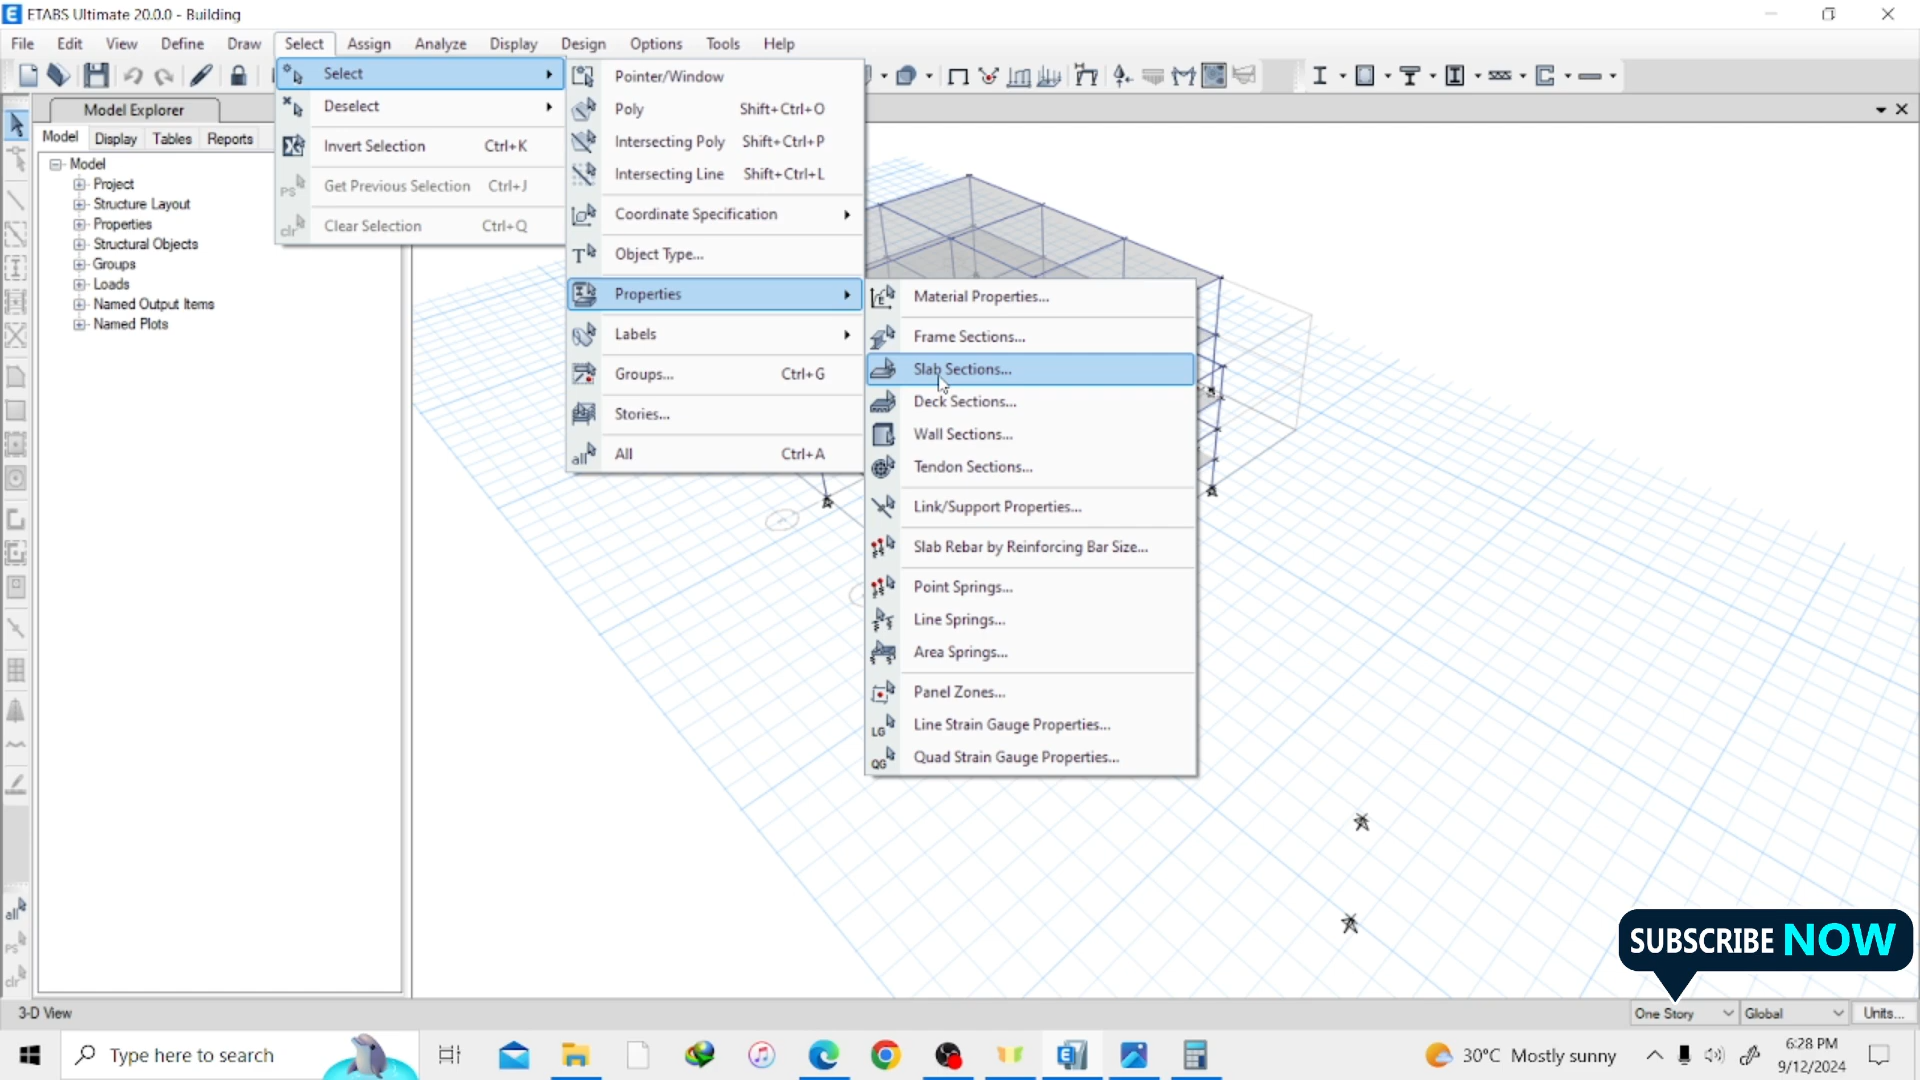 ETABS Ultimate 20.0.0 - Building
File Edit View Define Draw Select Assign Analyze Display Design Options Tools Help
Model Explorer
Model Display Tables Reports
Model
Project
Structure Layout
Properties
Structural Objects
Groups
Loads
Named Output Items
Named Plots
Select
Deselect
Invert Selection Ctrl+K
Get Previous Selection Ctrl+J
Clear Selection Ctrl+Q
Pointer/Window
Poly Shift+Ctrl+O
Intersecting Poly Shift+Ctrl+P
Intersecting Line Shift+Ctrl+L
Coordinate Specification
Object Type...
Properties
Labels
Groups... Ctrl+G
Stories...
All Ctrl+A
Material Properties...
Frame Sections...
Slab Sections...
Deck Sections...
Wall Sections...
Tendon Sections...
Link/Support Properties...
Slab Rebar by Reinforcing Bar Size...
Point Springs...
Line Springs...
Area Springs...
Panel Zones...
Line Strain Gauge Properties...
Quad Strain Gauge Properties...
all
PS
clr
SUBSCRIBE NOW
3-D View
One Story Global Units...
Type here to search
30°C Mostly sunny
6:28 PM
9/12/2024